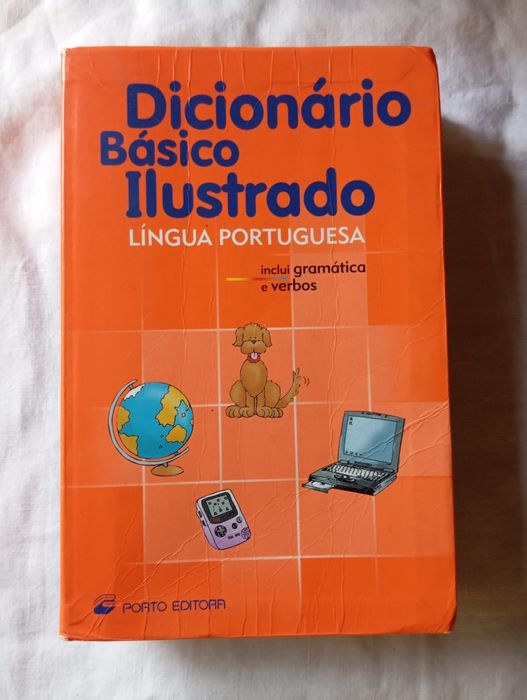 Dicionário
Básico
Ilustrado
LÍNGUA PORTUGUESA
inclui gramática
e verbos
PORTO EDITORA